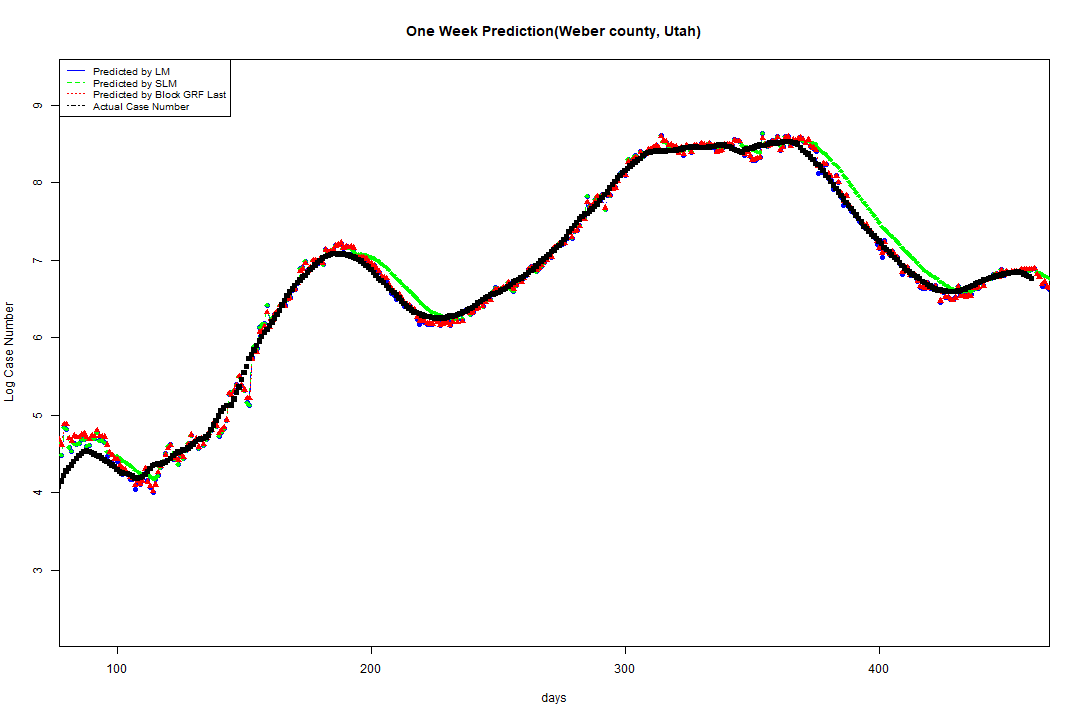 One Week Prediction(Weber county, Utah)
Predicted by LM
Predicted by SLM
Predicted by Block GRF Last
Actual Case Number
9
8
7
6
5
4
3
Log Case Number
100 200 300 400
days